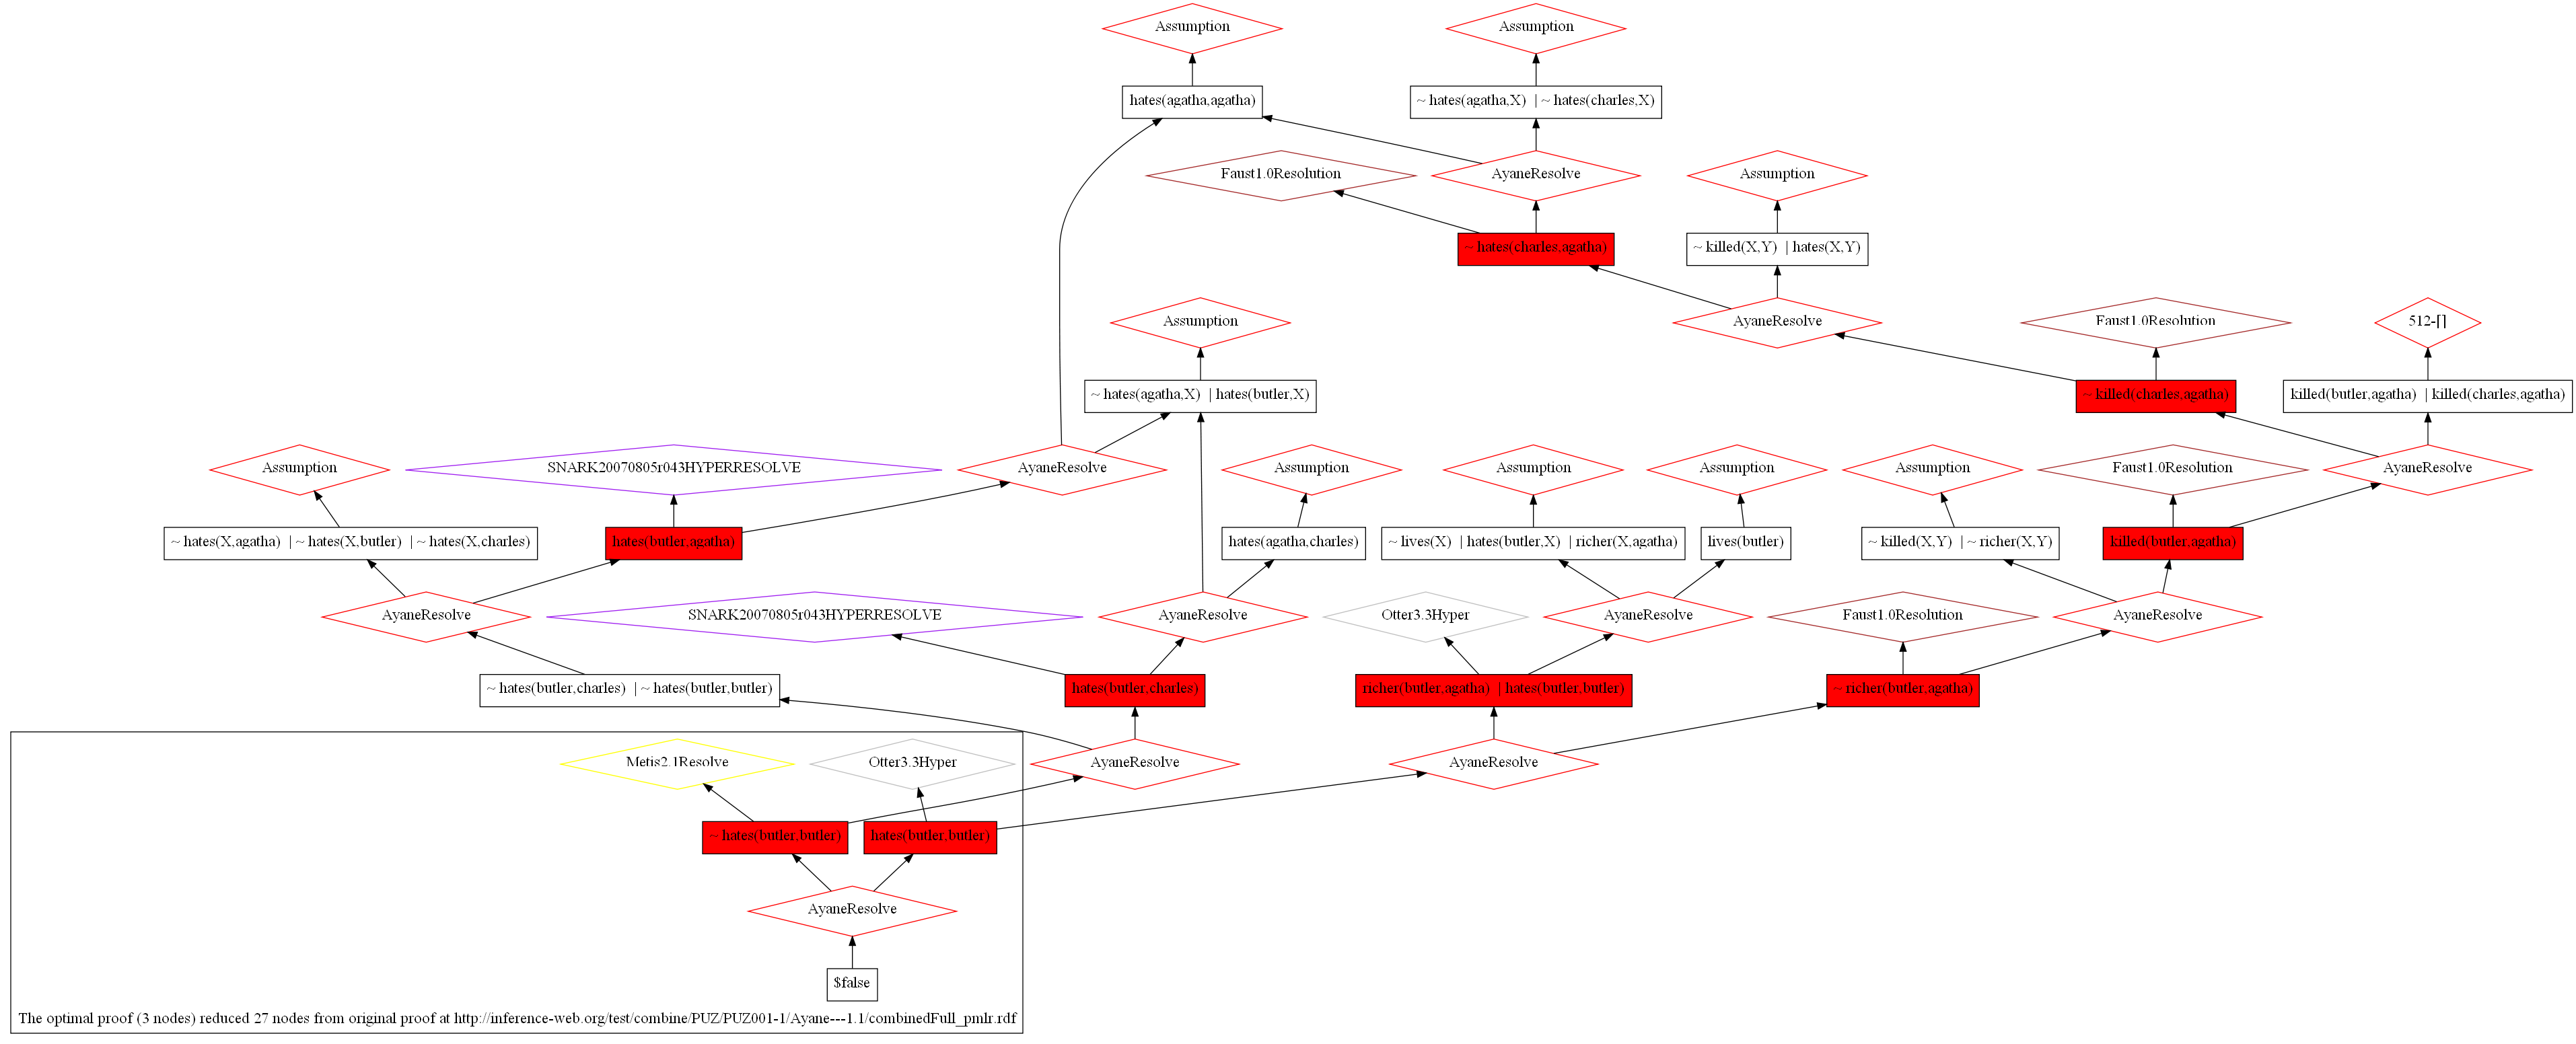 Assumption
Assumption
hates(agatha,agatha)
~ hates(agatha,X) | ~ hates(charles,X)
Faust1.0Resolution
AyaneResolve
Assumption
~ hates(charles,agatha)
~ killed(X,Y) | hates(X,Y)
Assumption
AyaneResolve
Faust1.0Resolution
512-[]
~ hates(agatha,X) | hates(butler,X)
~ killed(charles,agatha)
killed(butler,agatha) | killed(charles,agatha)
Assumption
SNARK20070805r043HYPERRESOLVE
AyaneResolve
Assumption
Assumption
Assumption
Assumption
Faust1.0Resolution
AyaneResolve
~ hates(X,agatha) | ~ hates(X,butler) | ~ hates(X,charles)
hates(butler,agatha)
hates(agatha,charles)
~ lives(X) | hates(butler,X) | richer(X,agatha)
lives(butler)
~ killed(X,Y) | ~ richer(X,Y)
killed(butler,agatha)
AyaneResolve
SNARK20070805r043HYPERRESOLVE
AyaneResolve
Otter3.3Hyper
AyaneResolve
Faust1.0Resolution
AyaneResolve
~ hates(butler,charles) | ~ hates(butler,butler)
hates(butler,charles)
richer(butler,agatha) | hates(butler,butler)
~ richer(butler,agatha)
Metis2.1Resolve
Otter3.3Hyper
AyaneResolve
AyaneResolve
~ hates(butler,butler)
hates(butler,butler)
AyaneResolve
$false
The optimal proof (3 nodes) reduced 27 nodes from original proof at http://inference-web.org/test/combine/PUZ/PUZ001-1/Ayane---1.1/combinedFull_pmlr.rdf